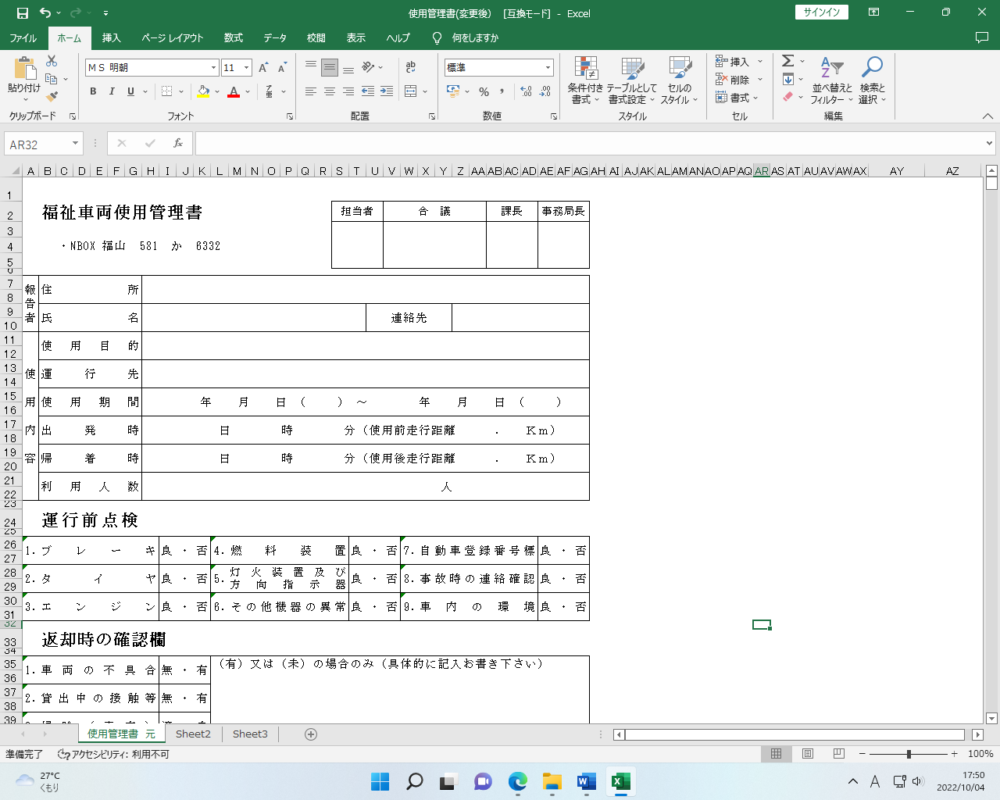 使用管理書(変更後） [互換モード] - Excel
サインイン
ファイル ホーム 挿入 ページ レイアウト 数式 データ 校閲 表示 ヘルプ 何をしますか
貼り付け
クリップボード
ＭＳ 明朝 11
B I U
フォント
ab
配置
標準
% ,
数値
条件付き書式
テーブルとして書式設定
セルのスタイル
スタイル
挿入
削除
書式
セル
並べ替えとフィルター
検索と選択
編集
AR32
fx
A B C D E F G H I J K L M N O P Q R S T U V W X Y Z AA AB AC AD AE AF AG AH AI AJ AK AL AM AN AO AP AQ AR AS AT AU AV AW AX AY AZ
1
2
3
4
5
6
7
8
9
10
11
12
13
14
15
16
17
18
19
20
21
22
23
24
25
26
27
28
29
30
31
32
33
34
35
36
37
38
39
福祉車両使用管理書
担当者 合 議 課長 事務局長
・NBOX 福山 581 か 6332
報告者
住 所
氏 名 連絡先
使用内容
使 用 目 的
運 行 先
使 用 期 間 年 月 日 （ ） ～ 年 月 日 （ ）
出 発 時 日 時 分（使用前走行距離 . Ｋｍ）
帰 着 時 日 時 分（使用後走行距離 . Ｋｍ）
利 用 人 数 人
運行前点検
1. ブ レ ー キ 良 ・ 否 4. 燃 料 装 置 良 ・ 否 7. 自動車登録番号標 良 ・ 否
2. タ イ ヤ 良 ・ 否 5. 灯 火 装 置 及 び 方 向 指 示 器 良 ・ 否 8. 事故時の連絡確認 良 ・ 否
3. エ ン ジ ン 良 ・ 否 6. その他機器の異常 良 ・ 否 9. 車 内 の 環 境 良 ・ 否
返却時の確認欄
1. 車 両 の 不 具 合 無 ・ 有 （有）又は（未）の場合のみ（具体的に記入お書き下さい）
2. 貸 出 中 の 接 触 等 無 ・ 有
使用管理書 元 Sheet2 Sheet3
準備完了 アクセシビリティ: 利用不可 100%
27°C
くもり
A
17:50
2022/10/04